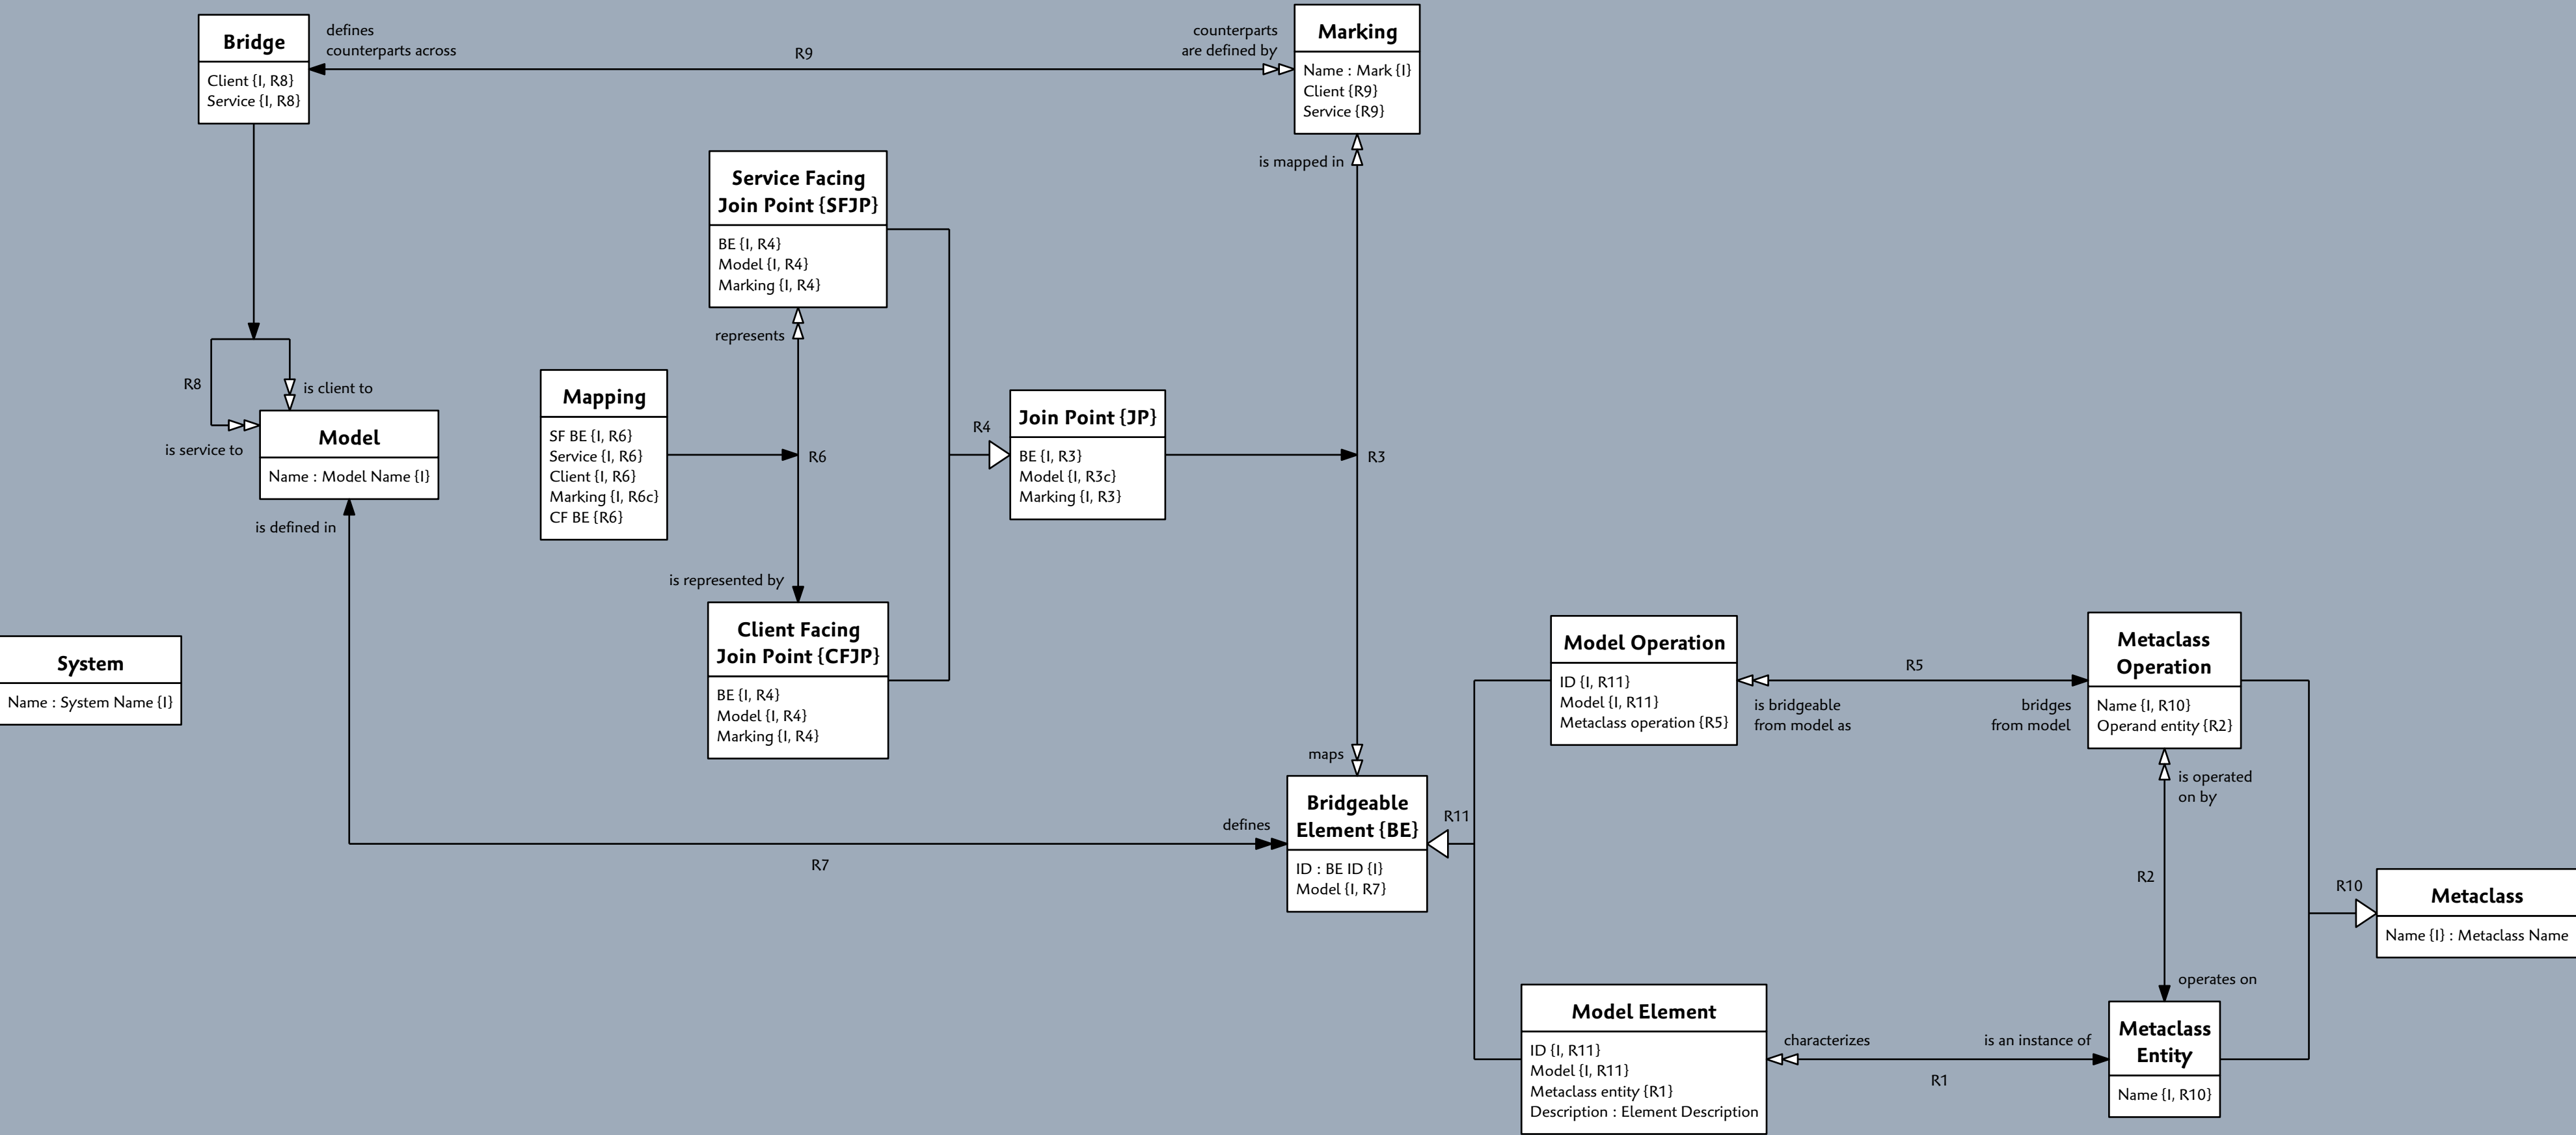 Bridge
Client {I, R8}
Service {I, R8}
defines
counterparts across
R9
counterparts
are defined by
Marking
Name : Mark {I}
Client {R9}
Service {R9}
is mapped in
Service Facing
Join Point {SFJP}
BE {I, R4}
Model {I, R4}
Marking {I, R4}
represents
R8
is client to
is service to
Model
Name : Model Name {I}
is defined in
Mapping
SF BE {I, R6}
Service {I, R6}
Client {I, R6}
Marking {I, R6c}
CF BE {R6}
R6
R4
Join Point {JP}
BE {I, R3}
Model {I, R3c}
Marking {I, R3}
R3
is represented by
Client Facing
Join Point {CFJP}
BE {I, R4}
Model {I, R4}
Marking {I, R4}
System
Name : System Name {I}
maps
defines
R7
Bridgeable
Element {BE}
ID : BE ID {I}
Model {I, R7}
R11
Model Operation
ID {I, R11}
Model {I, R11}
Metaclass operation {R5}
R5
is bridgeable
from model as
bridges
from model
Metaclass
Operation
Name {I, R10}
Operand entity {R2}
is operated
on by
R2
operates on
R10
Metaclass
Name {I} : Metaclass Name
Model Element
ID {I, R11}
Model {I, R11}
Metaclass entity {R1}
Description : Element Description
characterizes
is an instance of
R1
Metaclass
Entity
Name {I, R10}